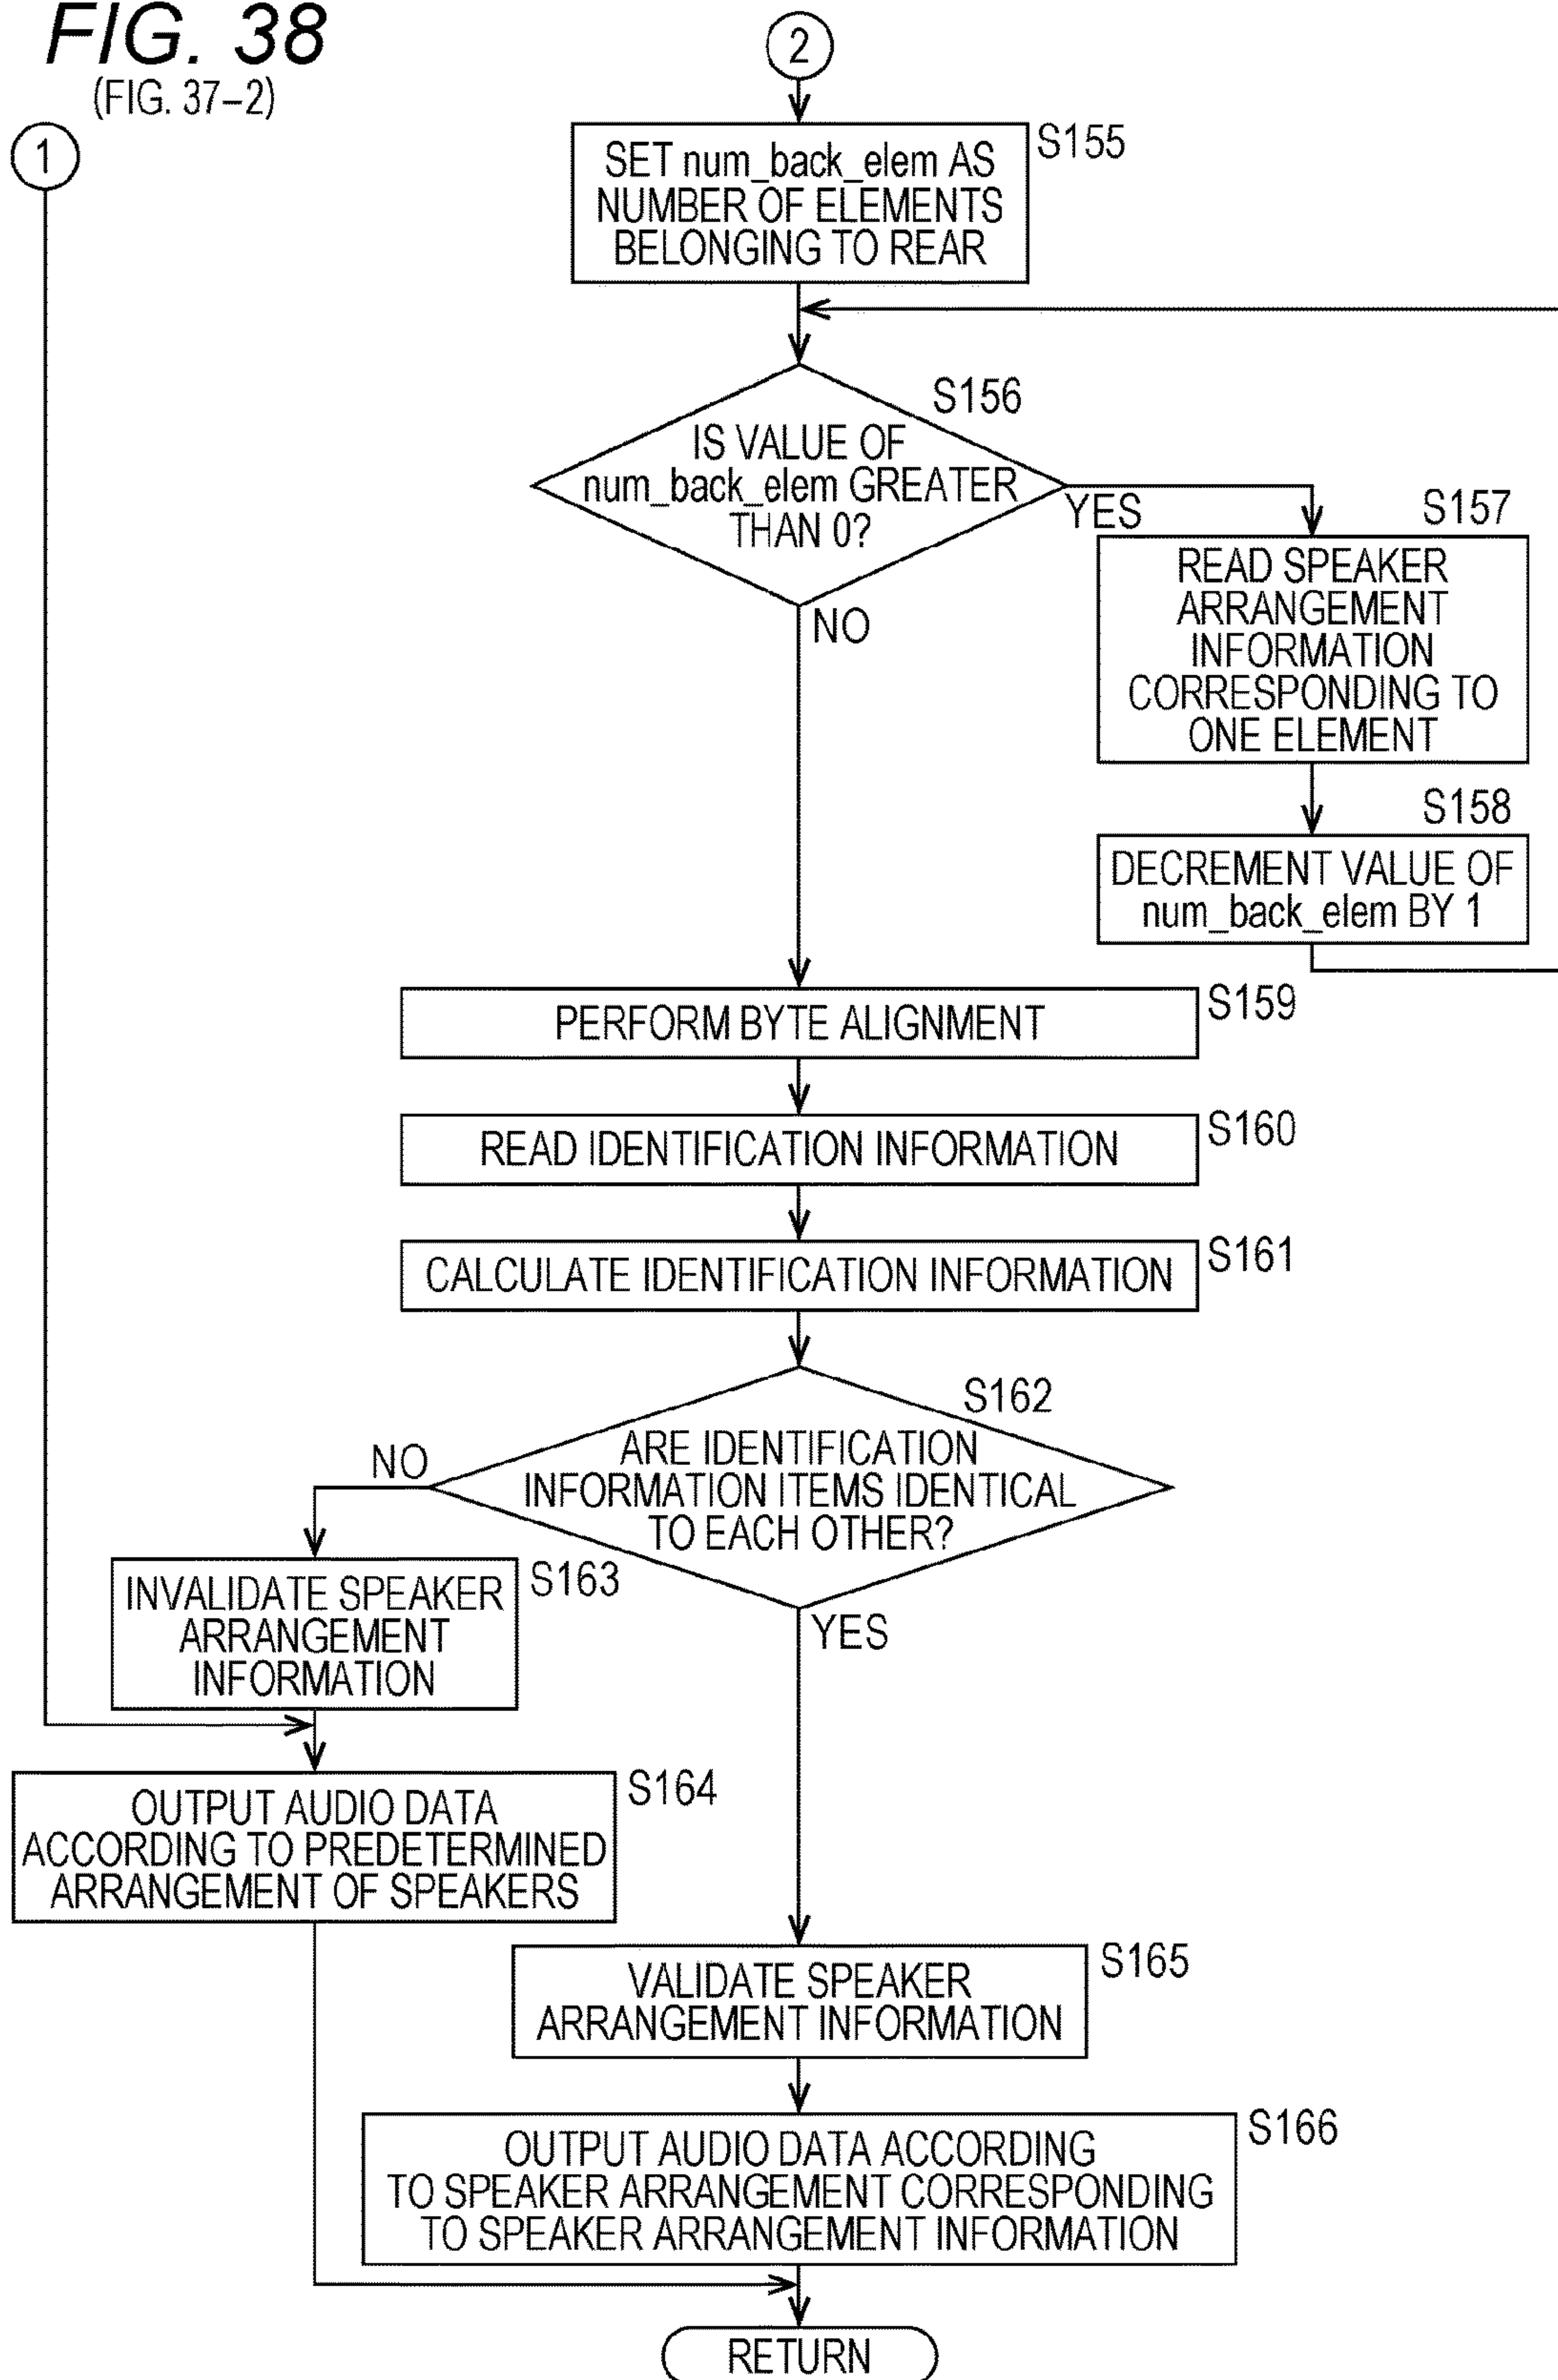 FIG. 38
(FIG. 37-2)
2
1
S155
SET num_back_elem AS
NUMBER OF ELEMENTS
BELONGING TO REAR
S156
IS VALUE OF
num_back_elem GREATER
THAN 0?
YES
NO
S157
READ SPEAKER
ARRANGEMENT
INFORMATION
CORRESPONDING TO
ONE ELEMENT
S158
DECREMENT VALUE OF
num_back_elem BY 1
PERFORM BYTE ALIGNMENT
S159
READ IDENTIFICATION INFORMATION
S160
CALCULATE IDENTIFICATION INFORMATION
S161
S162
ARE IDENTIFICATION
INFORMATION ITEMS IDENTICAL
TO EACH OTHER?
NO
YES
INVALIDATE SPEAKER
ARRANGEMENT
INFORMATION
S163
OUTPUT AUDIO DATA
ACCORDING TO PREDETERMINED
ARRANGEMENT OF SPEAKERS
S164
VALIDATE SPEAKER
ARRANGEMENT INFORMATION
S165
OUTPUT AUDIO DATA ACCORDING
TO SPEAKER ARRANGEMENT CORRESPONDING
TO SPEAKER ARRANGEMENT INFORMATION
S166
RETURN